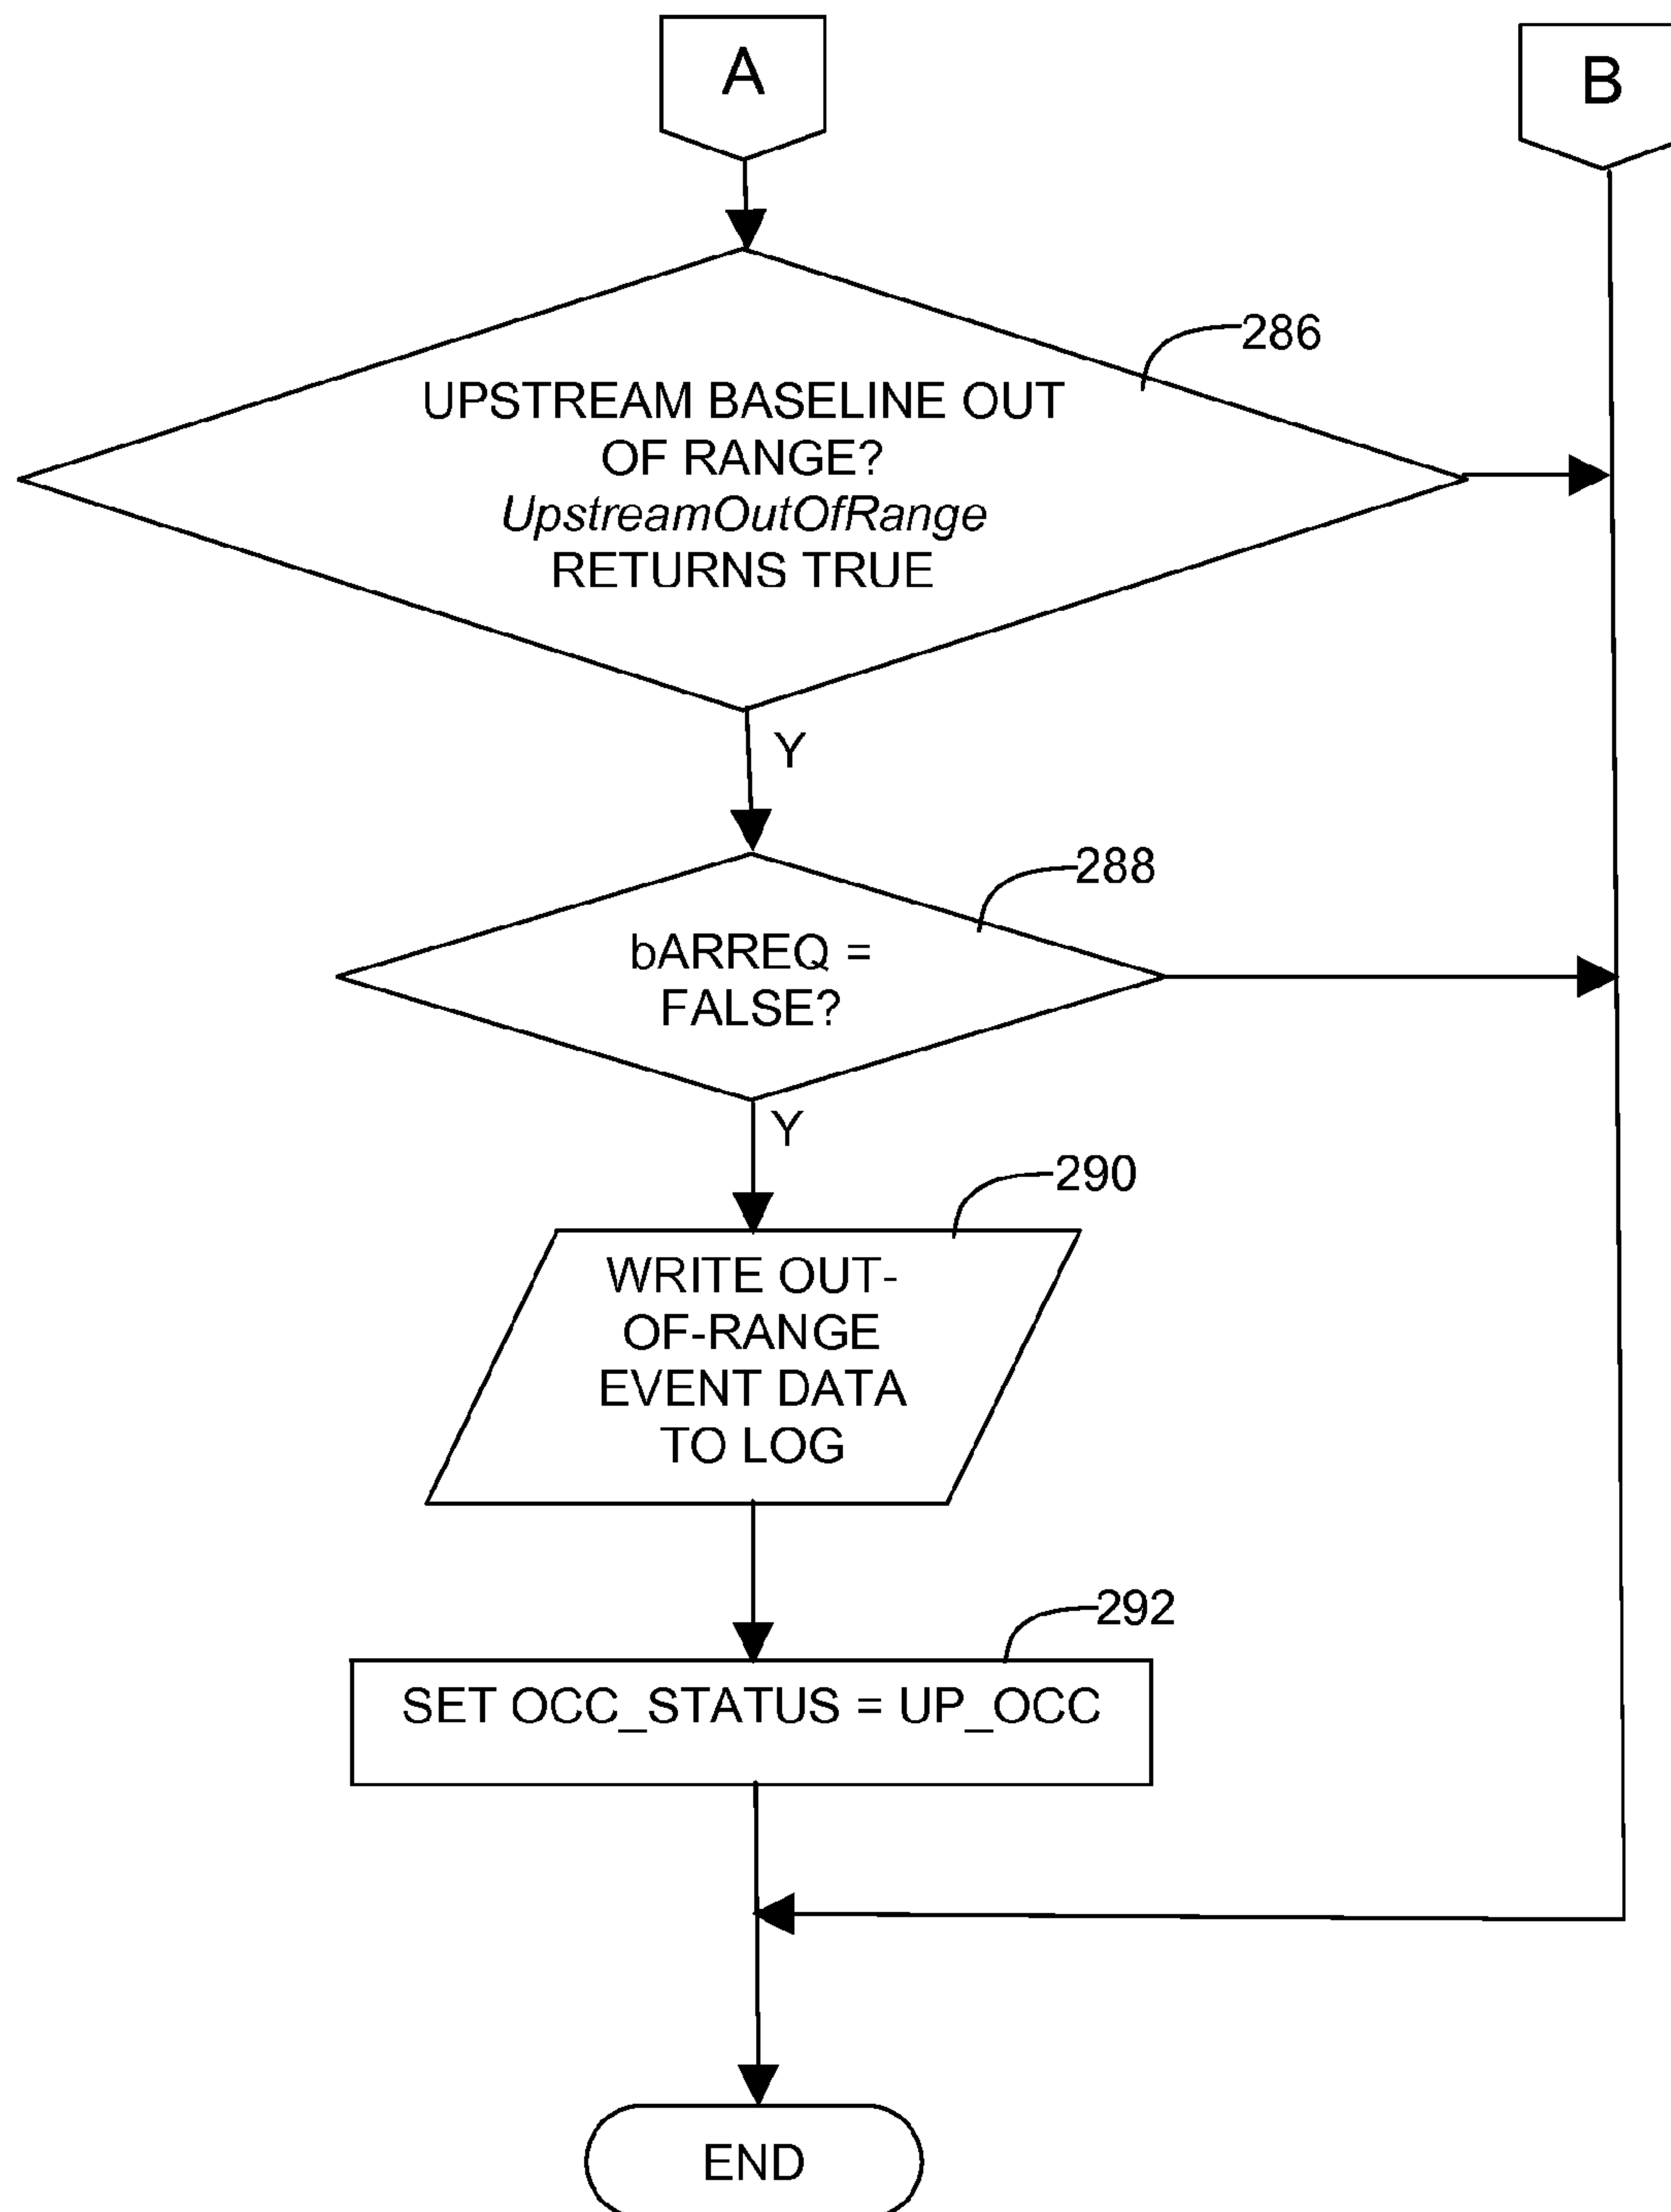 A
B
286
UPSTREAM BASELINE OUT
OF RANGE?
UpstreamOutOfRange
RETURNS TRUE
Y
288
bARREQ =
FALSE?
Y
290
WRITE OUT-
OF-RANGE
EVENT DATA
TO LOG
292
SET OCC_STATUS = UP_OCC
END